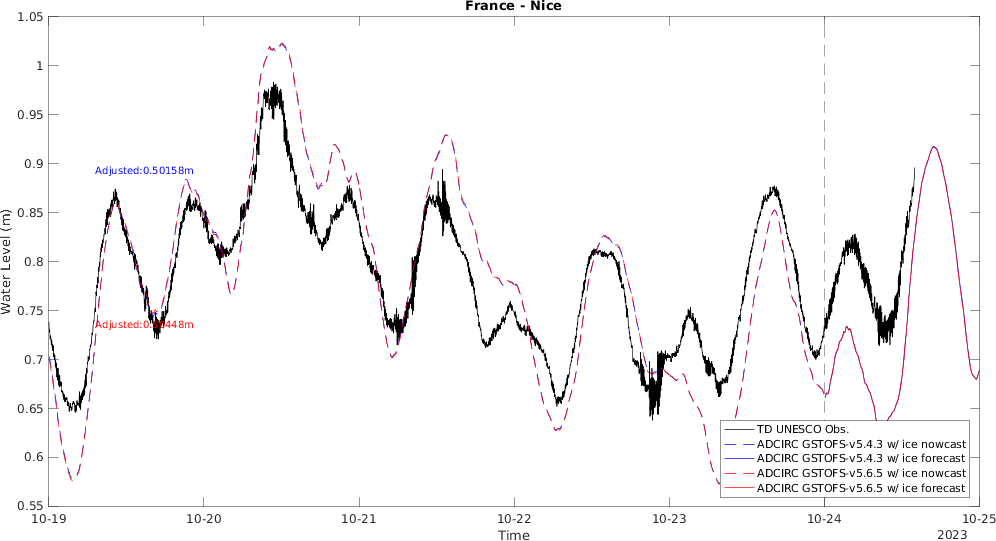 France - Nice
1.05
1
0.95
0.9
0.85
0.8
0.75
0.7
0.65
0.6
0.55
Water Level (m)
Adjusted:0.50158m
TD UNESCO Obs.
ADCIRC GSTOFS-v5.4.3 w/ ice nowcast
ADCIRC GSTOFS-v5.4.3 w/ ice forecast
ADCIRC GSTOFS-v5.6.5 w/ ice nowcast
ADCIRC GSTOFS-v5.6.5 w/ ice forecast
10-19
10-20
10-21
10-22
10-23
10-24
10-25
Time
2023